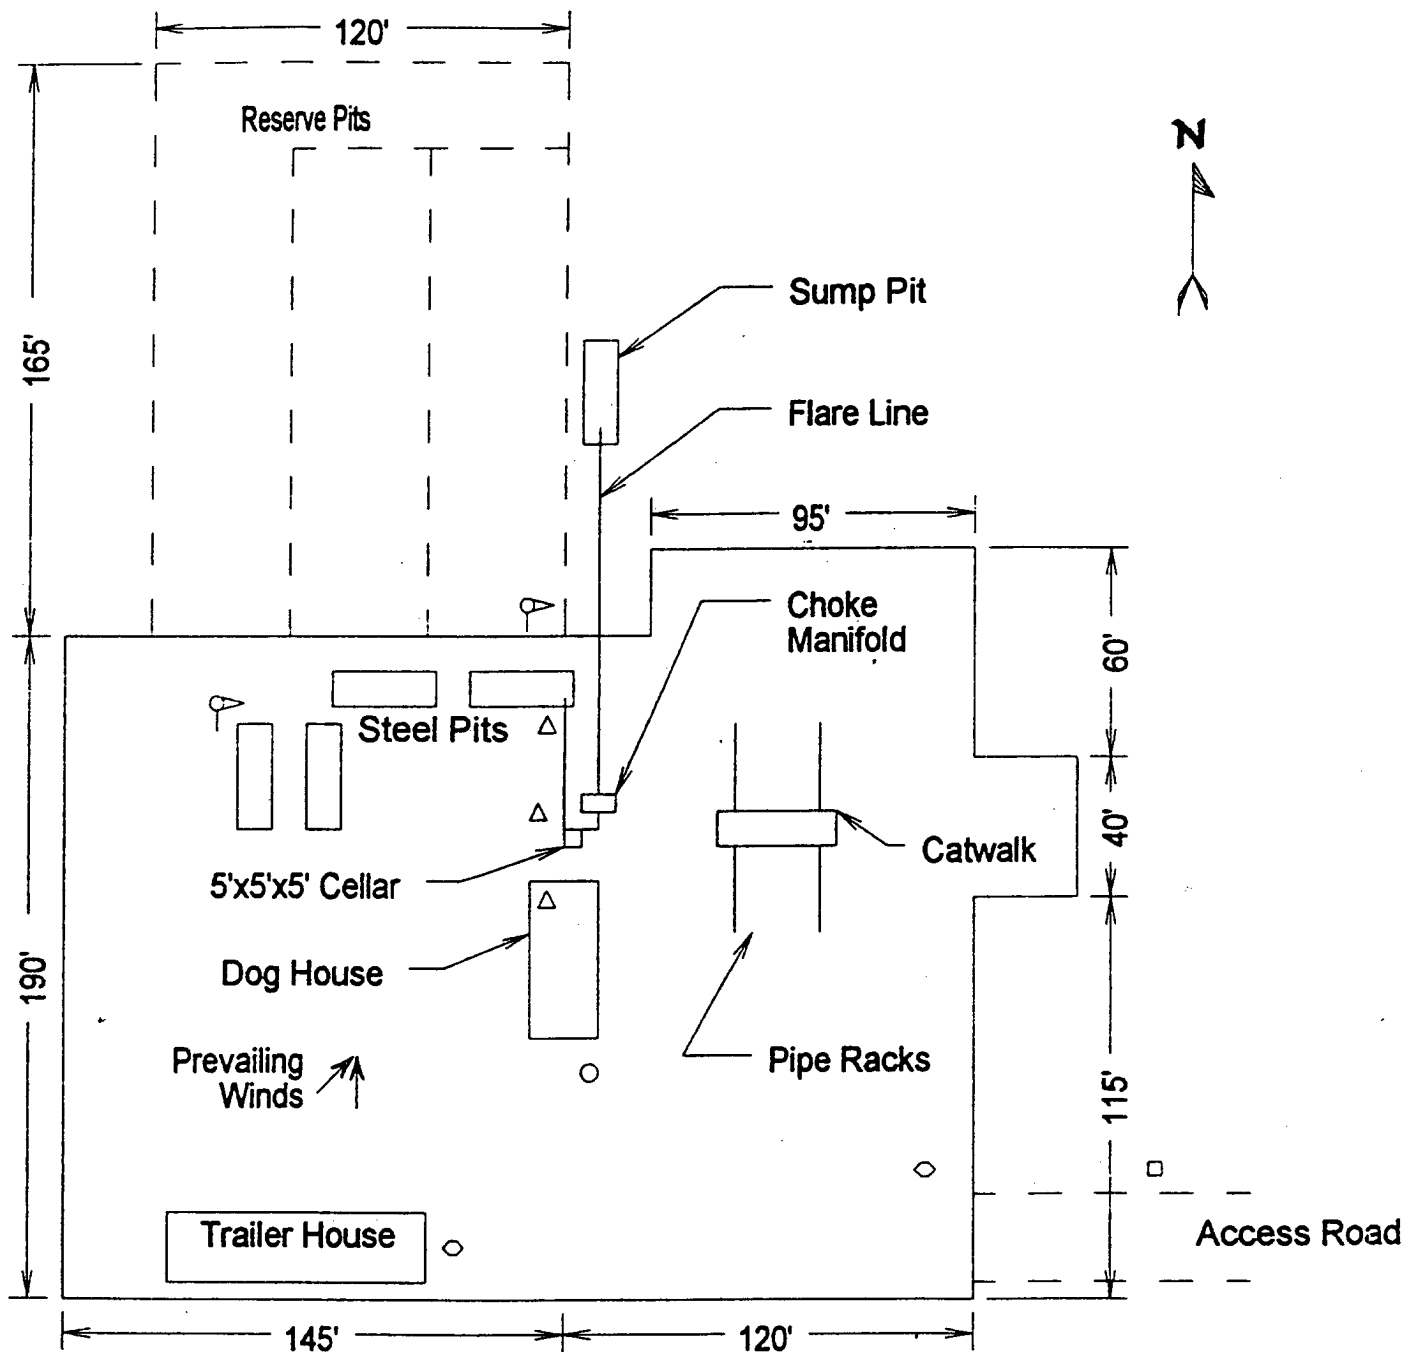 120'
Reserve Pits
N
Sump Pit
165'
Flare Line
95'
Choke
Manifold
60'
Steel Pits
40'
Catwalk
5'x5'x5' Cellar
190'
Dog House
Prevailing
Winds
Pipe Racks
115'
Trailer House
Access Road
145'
120'